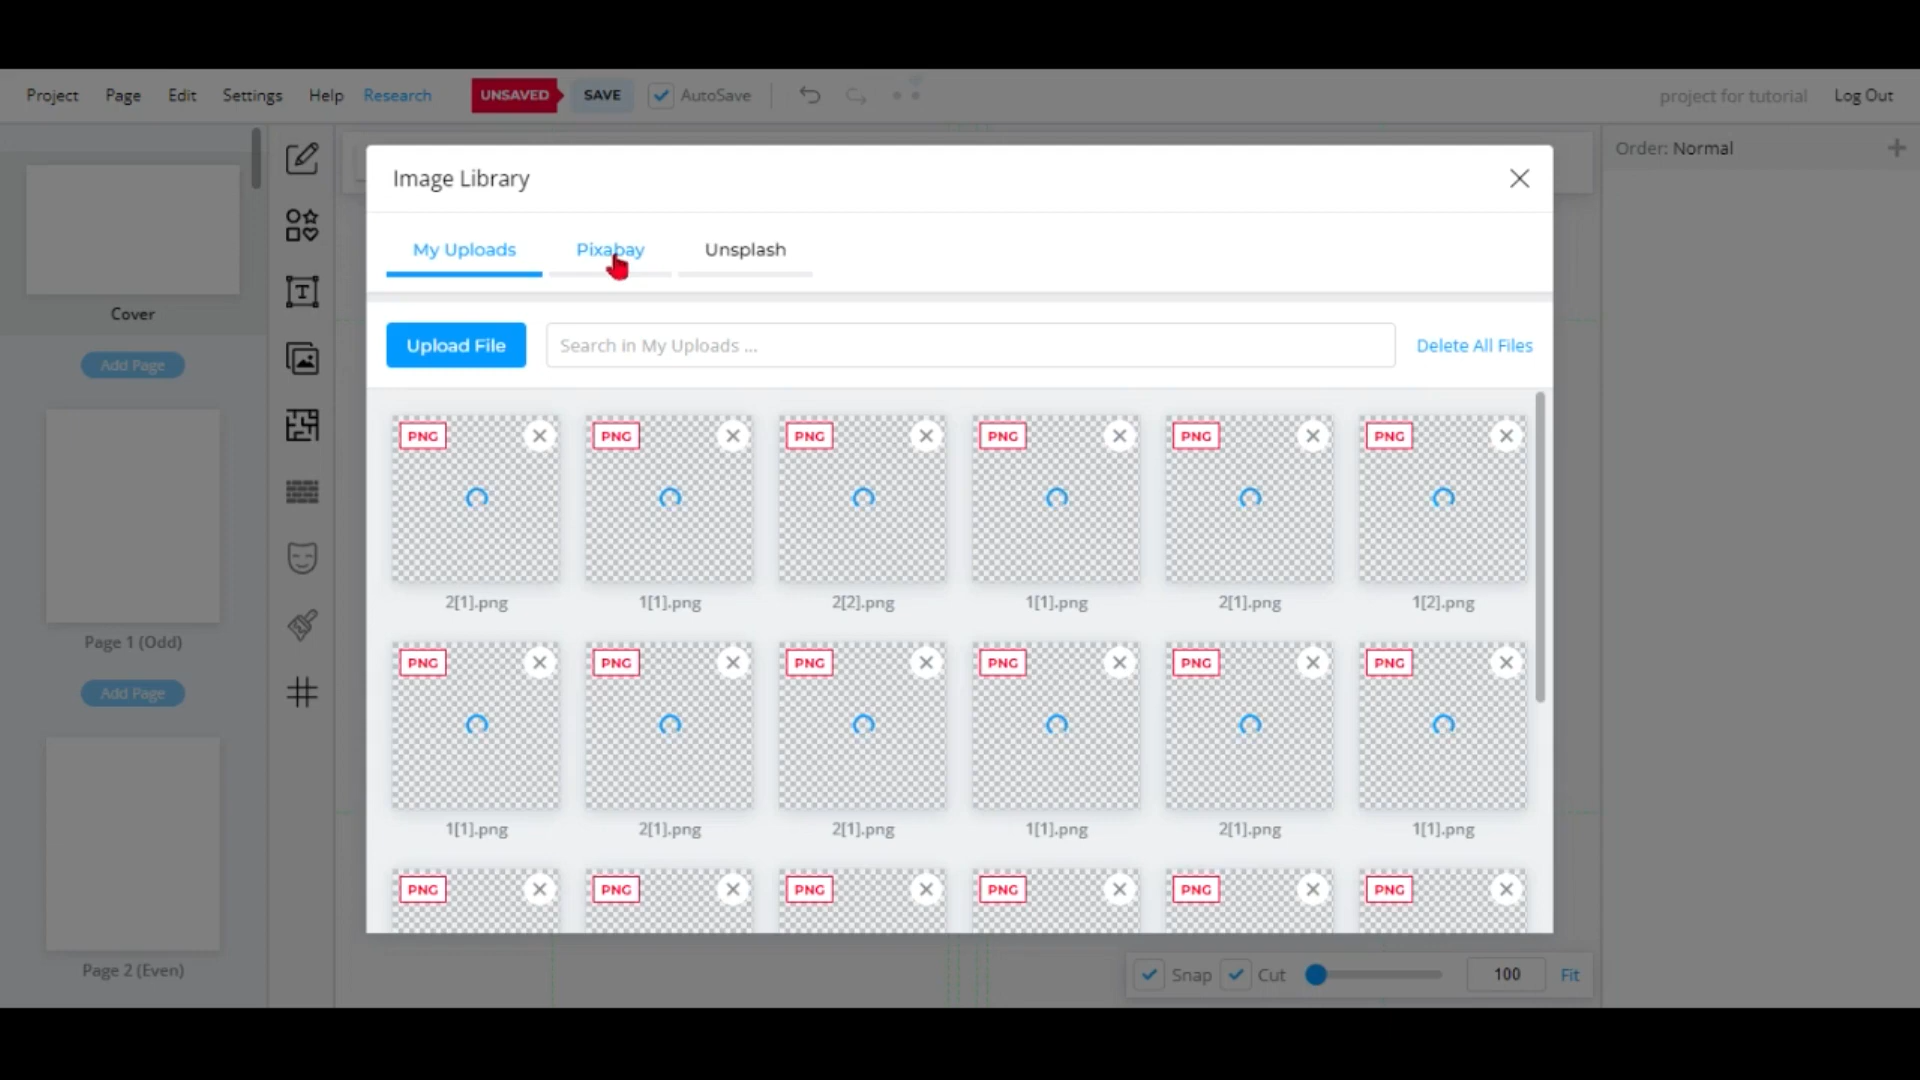 Project Page Edit Settings Help Research UNSAVED SAVE AutoSave project for tutorial Log Out
Order: Normal
Image Library
My Uploads Pixabay Unsplash
Upload File Search in My Uploads ... Delete All Files
Cover
Add Page
PNG PNG PNG PNG PNG PNG
2[1].png 1[1].png 2[2].png 1[1].png 2[1].png 1[2].png
Page 1 (Odd)
Add Page
PNG PNG PNG PNG PNG PNG
1[1].png 2[1].png 2[1].png 1[1].png 2[1].png 1[1].png
PNG PNG PNG PNG PNG PNG
Page 2 (Even)
Snap Cut 100 Fit